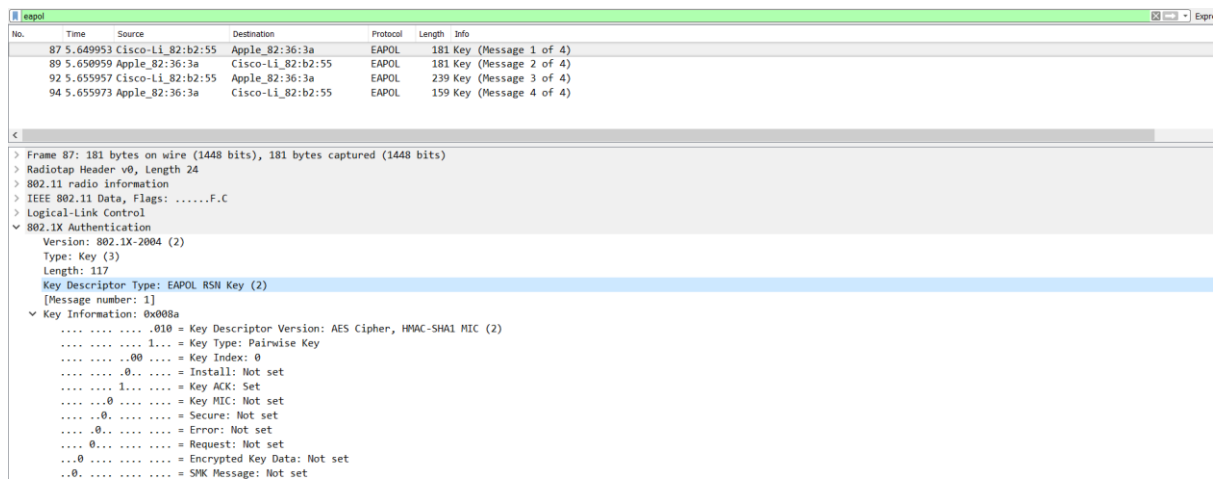 eapol Expre
No. Time Source Destination Protocol Length Info
87 5.649953 Cisco-Li_82:b2:55 Apple_82:36:3a EAPOL 181 Key (Message 1 of 4)
89 5.650959 Apple_82:36:3a Cisco-Li_82:b2:55 EAPOL 181 Key (Message 2 of 4)
92 5.655957 Cisco-Li_82:b2:55 Apple_82:36:3a EAPOL 239 Key (Message 3 of 4)
94 5.655973 Apple_82:36:3a Cisco-Li_82:b2:55 EAPOL 159 Key (Message 4 of 4)
> Frame 87: 181 bytes on wire (1448 bits), 181 bytes captured (1448 bits)
> Radiotap Header v0, Length 24
> 802.11 radio information
> IEEE 802.11 Data, Flags: ......F.C
> Logical-Link Control
802.1X Authentication
Version: 802.1X-2004 (2)
Type: Key (3)
Length: 117
Key Descriptor Type: EAPOL RSN Key (2)
[Message number: 1]
Key Information: 0x008a
.... .... .... .010 = Key Descriptor Version: AES Cipher, HMAC-SHA1 MIC (2)
.... .... .... 1... = Key Type: Pairwise Key
.... .... ..00 .... = Key Index: 0
.... .... .0.. .... = Install: Not set
.... .... 1... .... = Key ACK: Set
.... ...0 .... .... = Key MIC: Not set
.... ..0. .... .... = Secure: Not set
.... .0.. .... .... = Error: Not set
.... 0... .... .... = Request: Not set
...0 .... .... .... = Encrypted Key Data: Not set
..0. .... .... .... = SMK Message: Not set